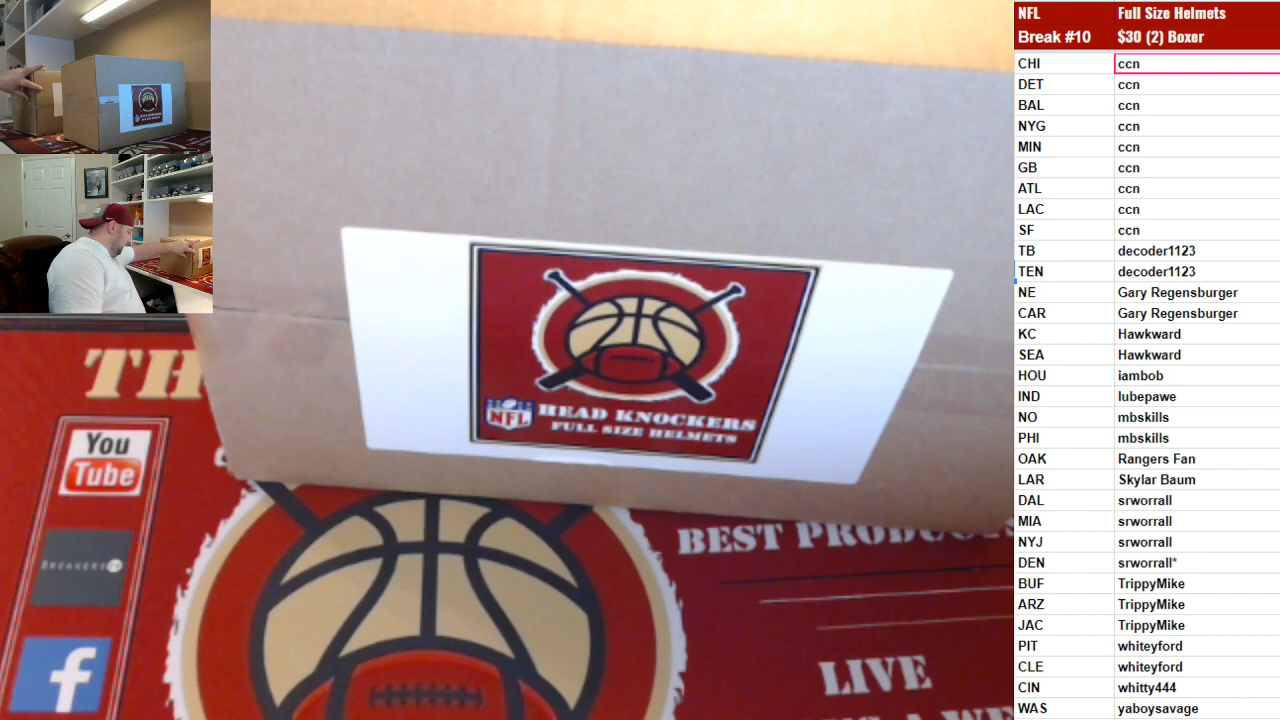 NFL Full Size Helmets
Break #10 $30 (2) Boxer
CHI ccn
DET ccn
BAL ccn
NYG ccn
MIN ccn
GB ccn
ATL ccn
LAC ccn
SF ccn
TB decoder1123
TEN decoder1123
NE Gary Regensburger
CAR Gary Regensburger
KC Hawkward
SEA Hawkward
HOU iambob
IND lubepawe
NO mbskills
PHI mbskills
OAK Rangers Fan
LAR Skylar Baum
DAL srworrall
MIA srworrall
NYJ srworrall
DEN srworrall*
BUF TrippyMike
ARZ TrippyMike
JAC TrippyMike
PIT whiteyford
CLE whiteyford
CIN whitty444
WAS yaboysavage
NFL
HEAD KNOCKERS
FULL SIZE HELMETS
TH
You
Tube
BREAKERS
f
BEST PRODUC
LIVE